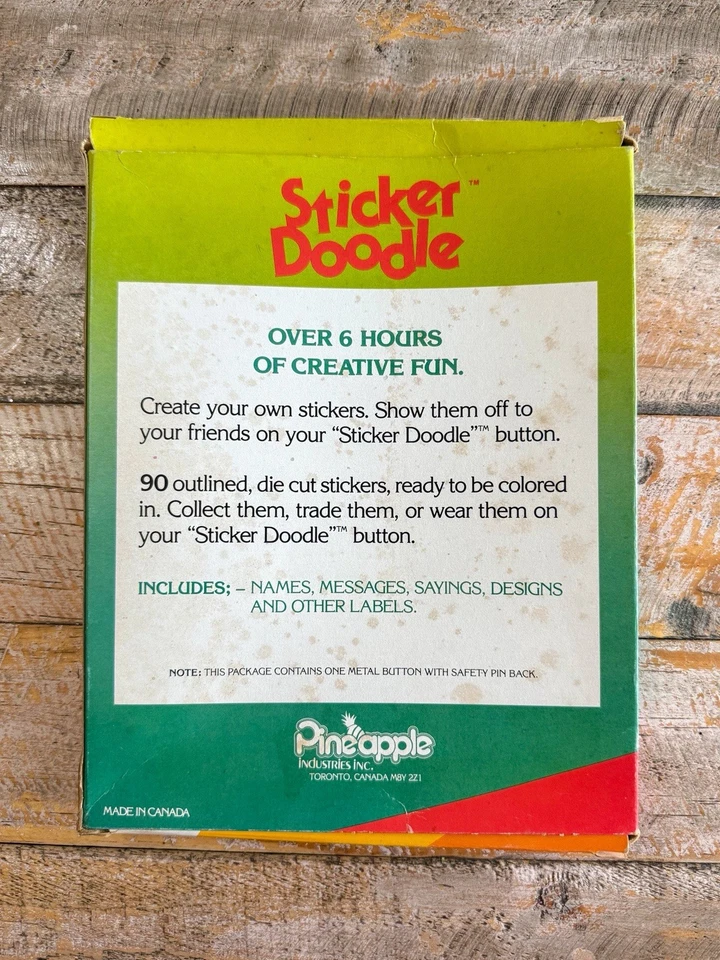 Sticker™
Doodle
OVER 6 HOURS
OF CREATIVE FUN.
Create your own stickers. Show them off to
your friends on your “Sticker Doodle”™ button.
90 outlined, die cut stickers, ready to be colored
in. Collect them, trade them, or wear them on
your “Sticker Doodle”™ button.
INCLUDES; – NAMES, MESSAGES, SAYINGS, DESIGNS
AND OTHER LABELS.
NOTE: THIS PACKAGE CONTAINS ONE METAL BUTTON WITH SAFETY PIN BACK.
Pineapple
INDUSTRIES INC.
TORONTO, CANADA M8Y 2Z1
MADE IN CANADA